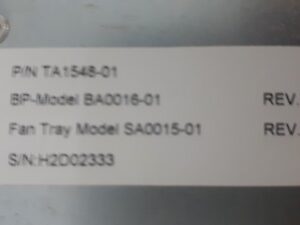 P/N TA1548-01
BP-Model BA0016-01 REV.
Fan Tray Model SA0015-01 REV.
S/N:H2D02333